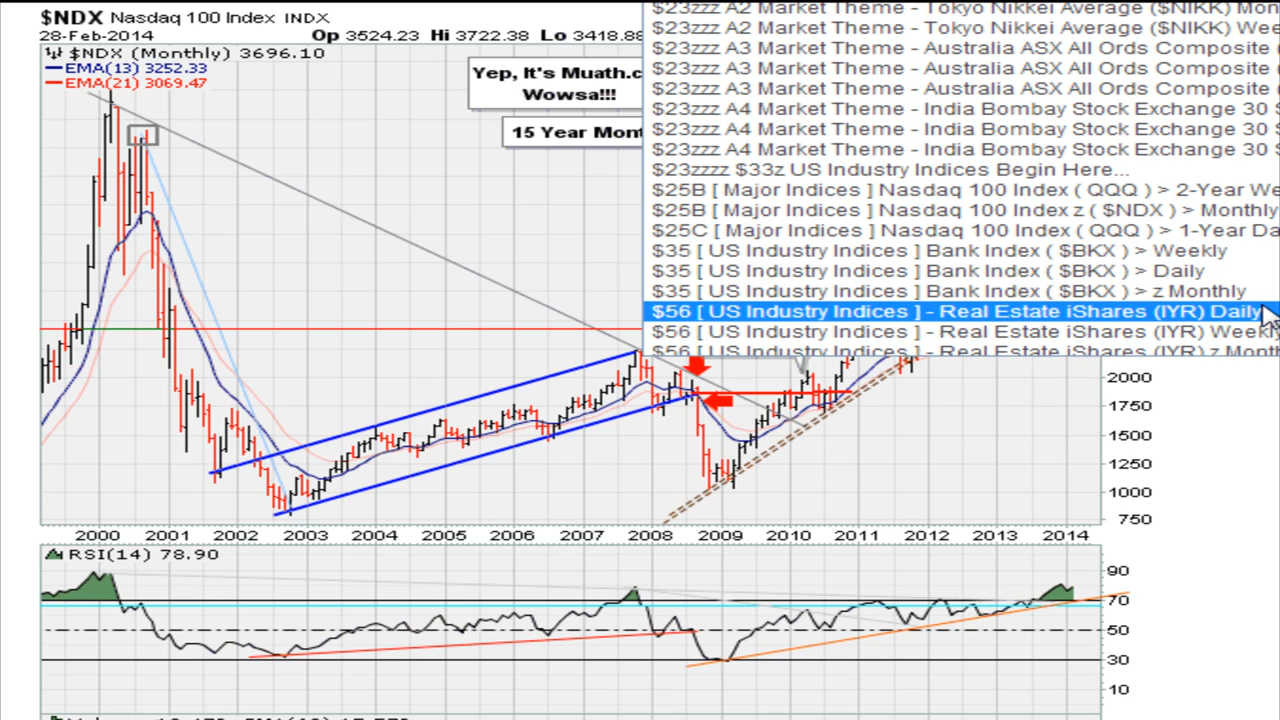 $NDX Nasdaq 100 Index INDX
28-Feb-2014
Op 3524.23 Hi 3722.38 Lo 3418.88
$NDX (Monthly) 3696.10
EMA(13) 3252.33
EMA(21) 3069.47
Yep, It's Muath.c
Wowsa!!!
15 Year Mont
$23zzz A2 Market Theme - Tokyo Nikkei Average ($NIKK) Mon
$23zzz A2 Market Theme - Tokyo Nikkei Average ($NIKK) Wee
$23zzz A3 Market Theme - Australia ASX All Ords Composite (
$23zzz A3 Market Theme - Australia ASX All Ords Composite (
$23zzz A3 Market Theme - Australia ASX All Ords Composite (
$23zzz A4 Market Theme - India Bombay Stock Exchange 30 $
$23zzz A4 Market Theme - India Bombay Stock Exchange 30 $
$23zzz A4 Market Theme - India Bombay Stock Exchange 30 $
$23zzzz $33z US Industry Indices Begin Here...
$25B [ Major Indices ] Nasdaq 100 Index ( QQQ ) > 2-Year We
$25B [ Major Indices ] Nasdaq 100 Index z ( $NDX ) > Monthly
$25C [ Major Indices ] Nasdaq 100 Index ( QQQ ) > 1-Year Da
$35 [ US Industry Indices ] Bank Index ( $BKX ) > Weekly
$35 [ US Industry Indices ] Bank Index ( $BKX ) > Daily
$35 [ US Industry Indices ] Bank Index ( $BKX ) > z Monthly
$56 [ US Industry Indices ] - Real Estate iShares (IYR) Daily
$56 [ US Industry Indices ] - Real Estate iShares (IYR) Weekly
$56 [ US Industry Indices ] - Real Estate iShares (IYR) z Month
2000
1750
1500
1250
1000
750
2000 2001 2002 2003 2004 2005 2006 2007 2008 2009 2010 2011 2012 2013 2014
RSI(14) 78.90
90
70
50
30
10